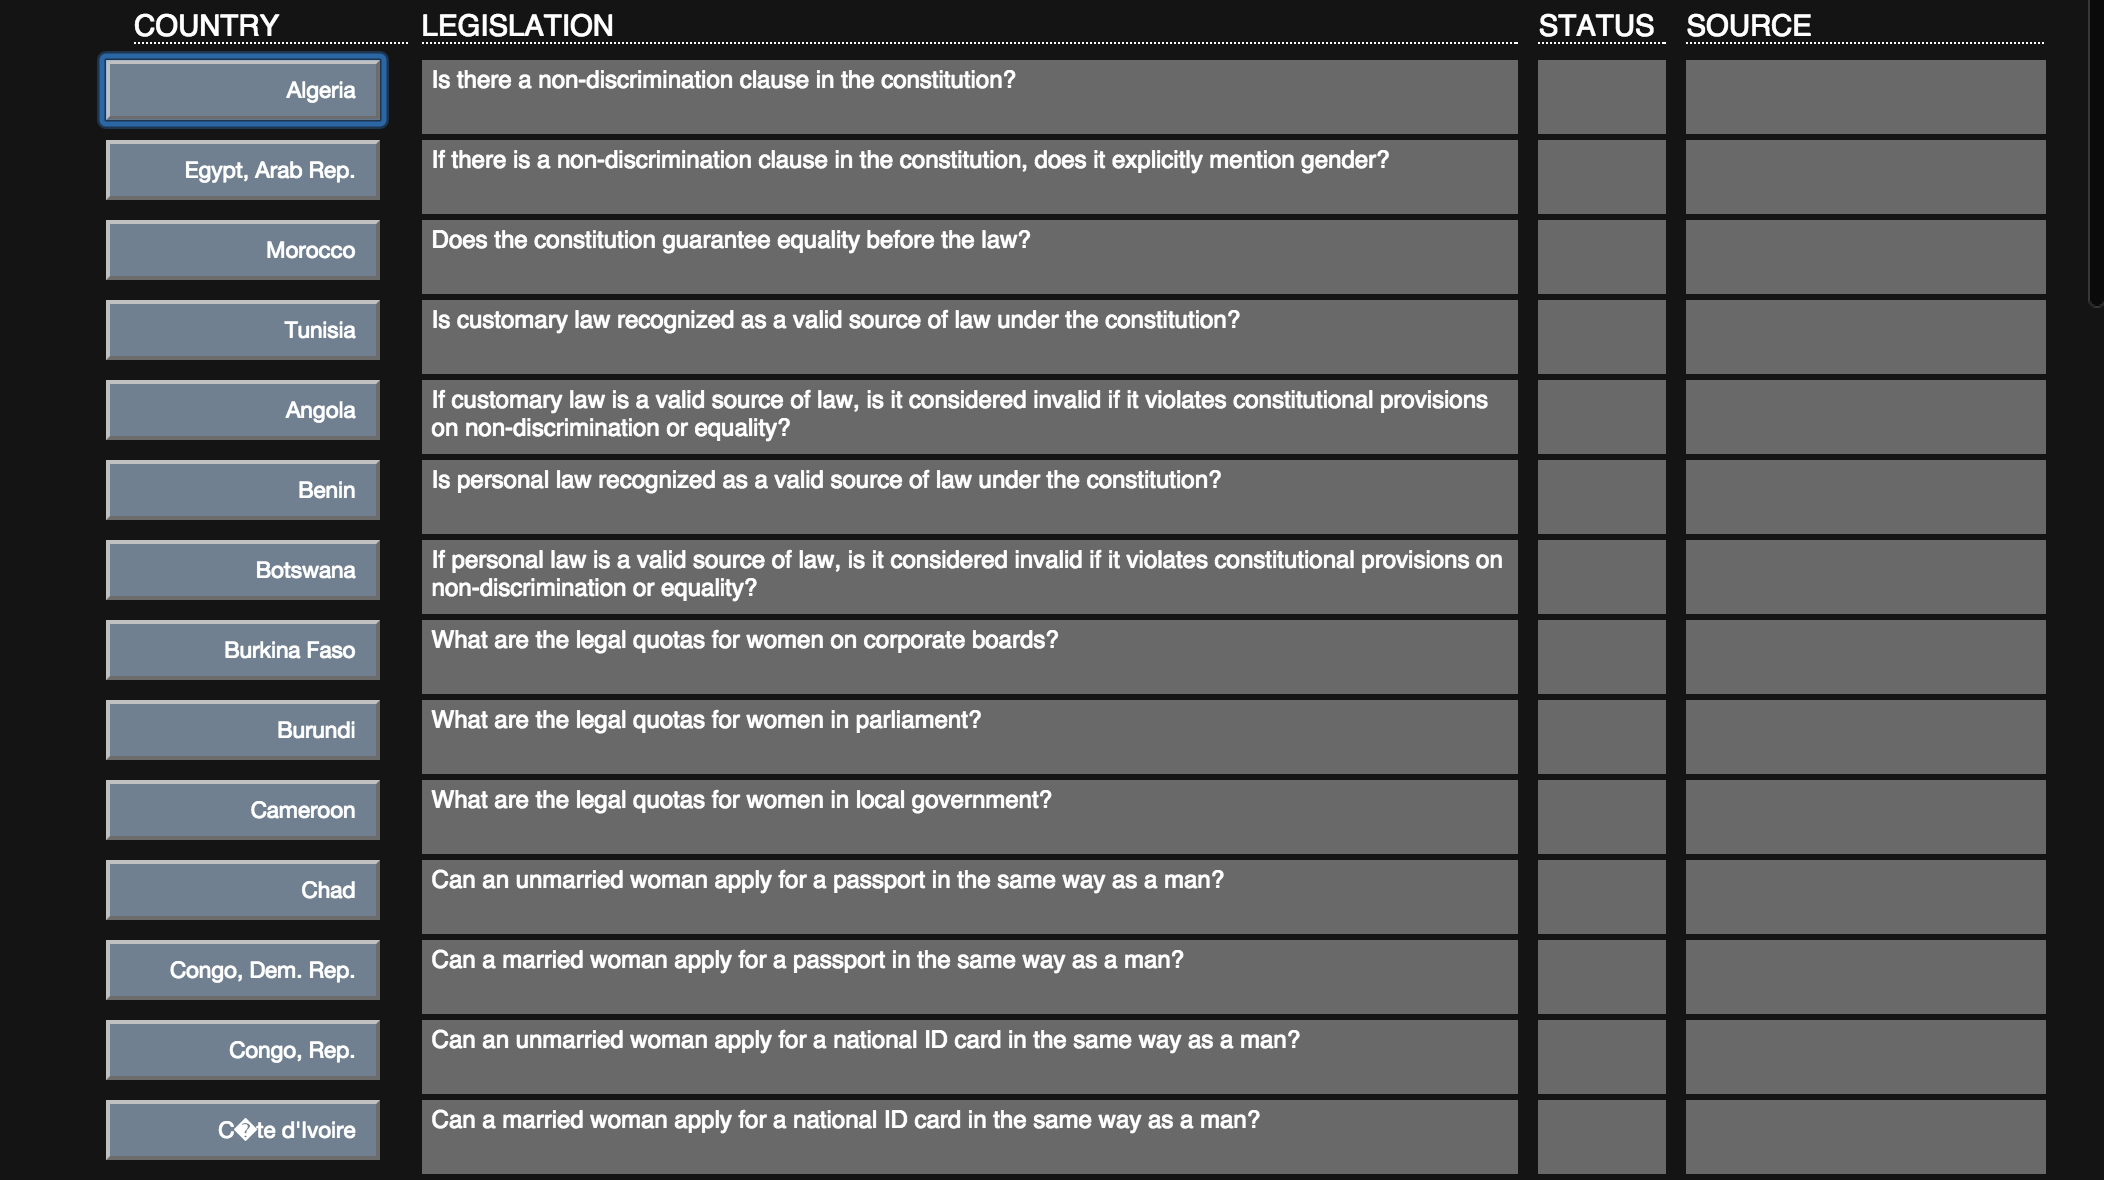 COUNTRY LEGISLATION STATUS SOURCE
Algeria Is there a non-discrimination clause in the constitution?
Egypt, Arab Rep. If there is a non-discrimination clause in the constitution, does it explicitly mention gender?
Morocco Does the constitution guarantee equality before the law?
Tunisia Is customary law recognized as a valid source of law under the constitution?
Angola If customary law is a valid source of law, is it considered invalid if it violates constitutional provisions
on non-discrimination or equality?
Benin Is personal law recognized as a valid source of law under the constitution?
Botswana If personal law is a valid source of law, is it considered invalid if it violates constitutional provisions on
non-discrimination or equality?
Burkina Faso What are the legal quotas for women on corporate boards?
Burundi What are the legal quotas for women in parliament?
Cameroon What are the legal quotas for women in local government?
Chad Can an unmarried woman apply for a passport in the same way as a man?
Congo, Dem. Rep. Can a married woman apply for a passport in the same way as a man?
Congo, Rep. Can an unmarried woman apply for a national ID card in the same way as a man?
C�te d'Ivoire Can a married woman apply for a national ID card in the same way as a man?